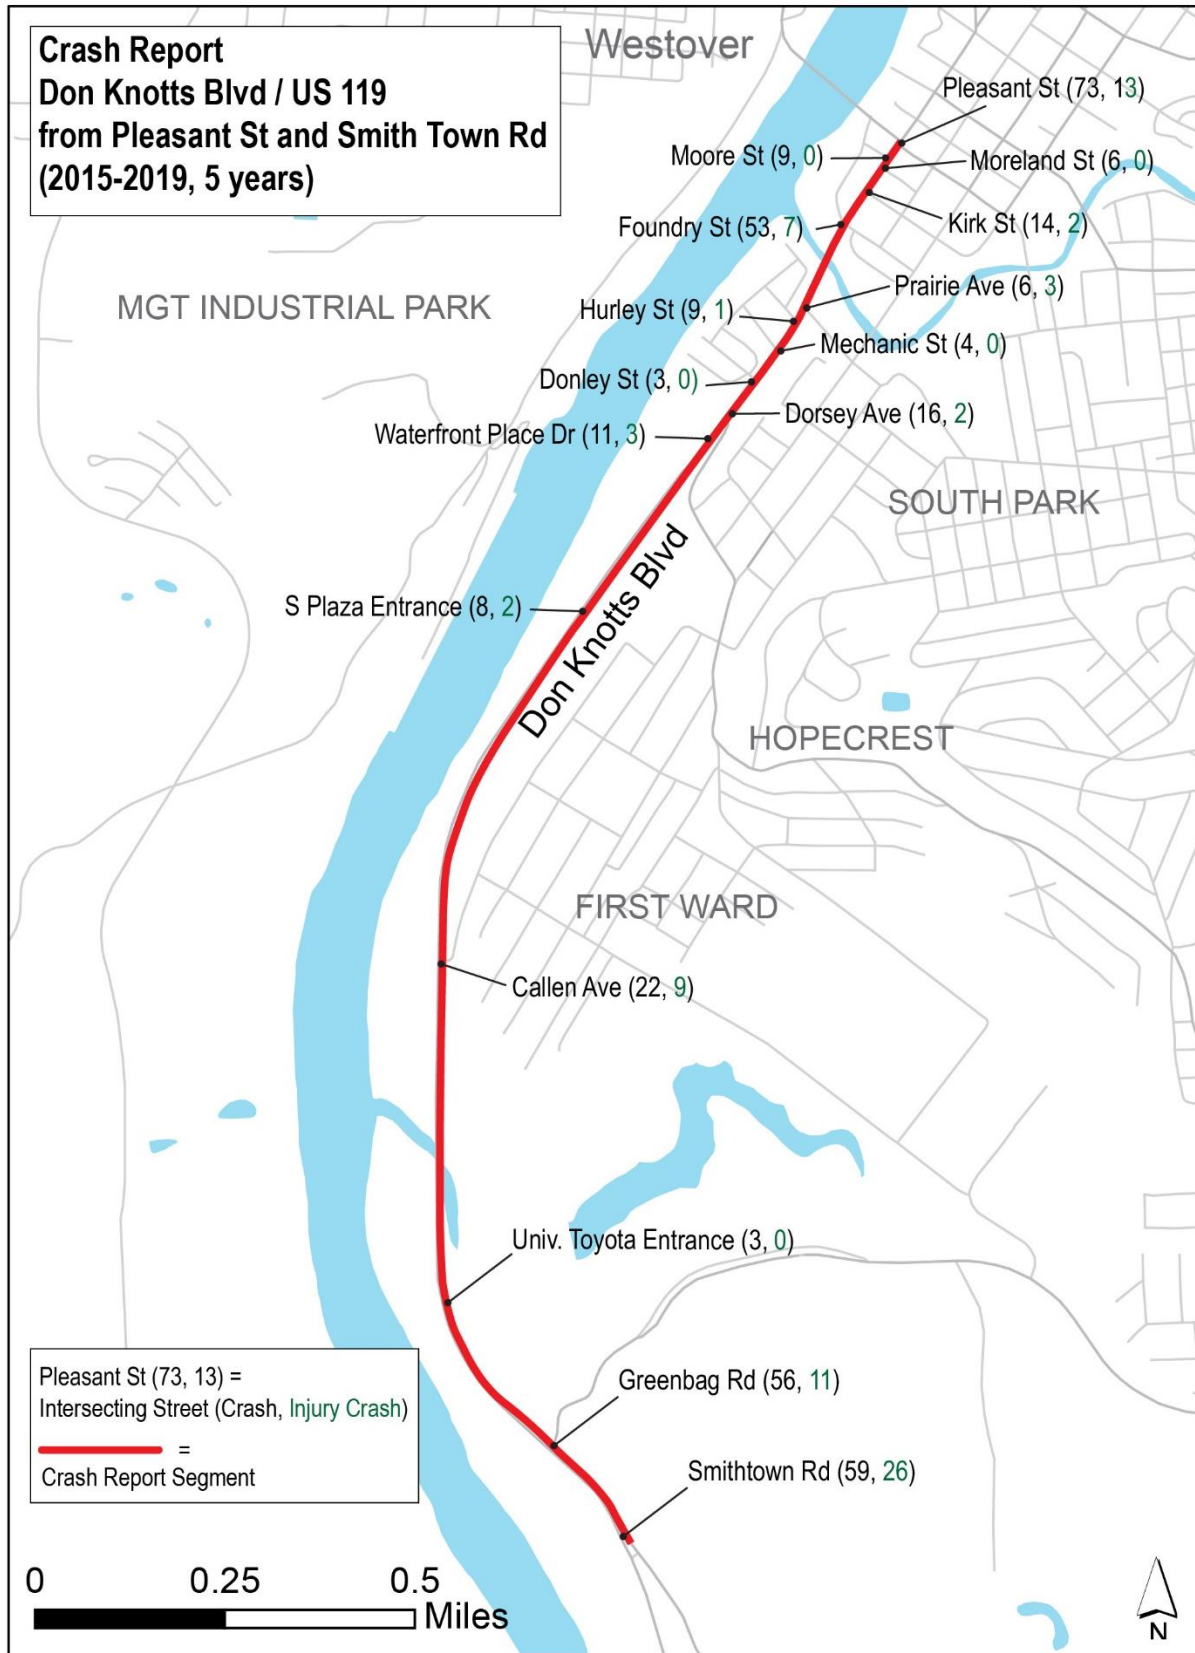 Crash Report
Don Knotts Blvd / US 119
from Pleasant St and Smith Town Rd
(2015-2019, 5 years)
Westover
Pleasant St (73, 13)
Moore St (9, 0)
Moreland St (6, 0)
Kirk St (14, 2)
Foundry St (53, 7)
Prairie Ave (6, 3)
MGT INDUSTRIAL PARK
Hurley St (9, 1)
Mechanic St (4, 0)
Donley St (3, 0)
Dorsey Ave (16, 2)
Waterfront Place Dr (11, 3)
SOUTH PARK
S Plaza Entrance (8, 2)
Don Knotts Blvd
HOPECREST
FIRST WARD
Callen Ave (22, 9)
Univ. Toyota Entrance (3, 0)
Greenbag Rd (56, 11)
Smithtown Rd (59, 26)
Pleasant St (73, 13) =
Intersecting Street (Crash, Injury Crash)
=
Crash Report Segment
0 0.25 0.5
Miles
N